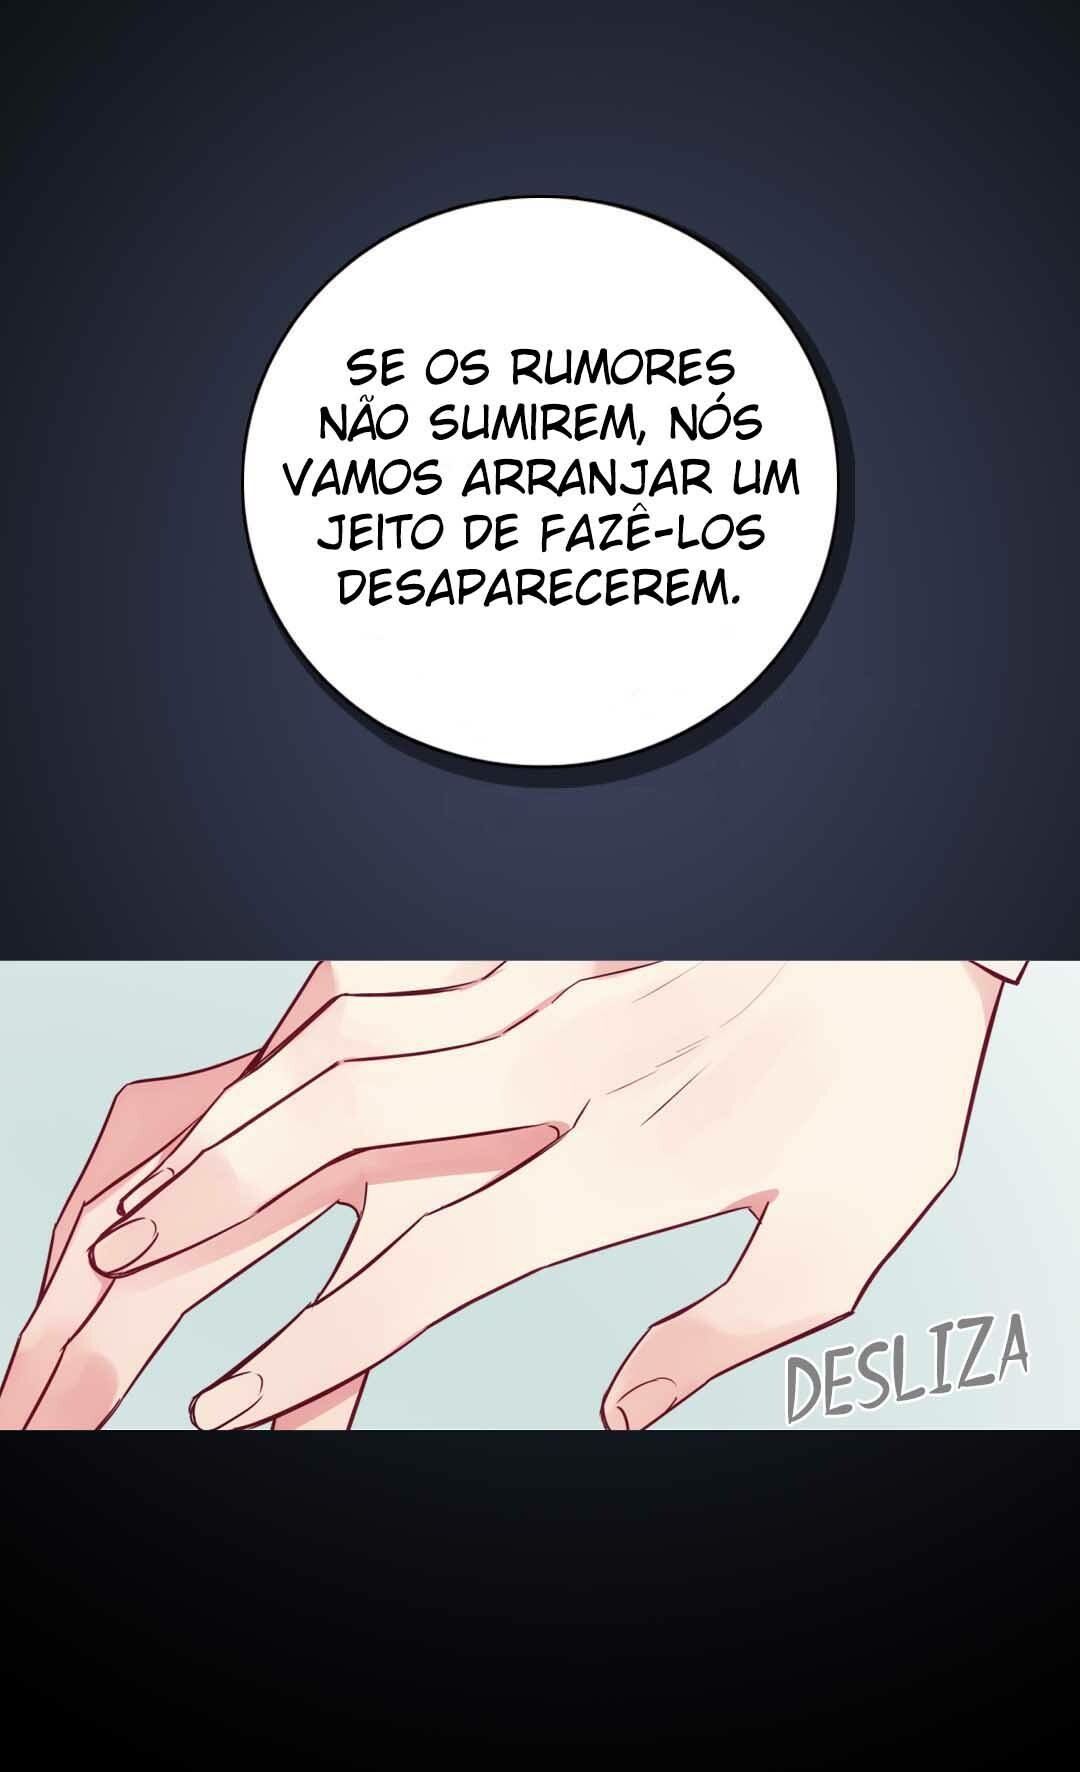 SE OS RUMORES
NÃO SUMIREM, NÓS
VAMOS ARRANJAR UM
JEITO DE FAZÊ-LOS
DESAPARECEREM.
DESLIZA